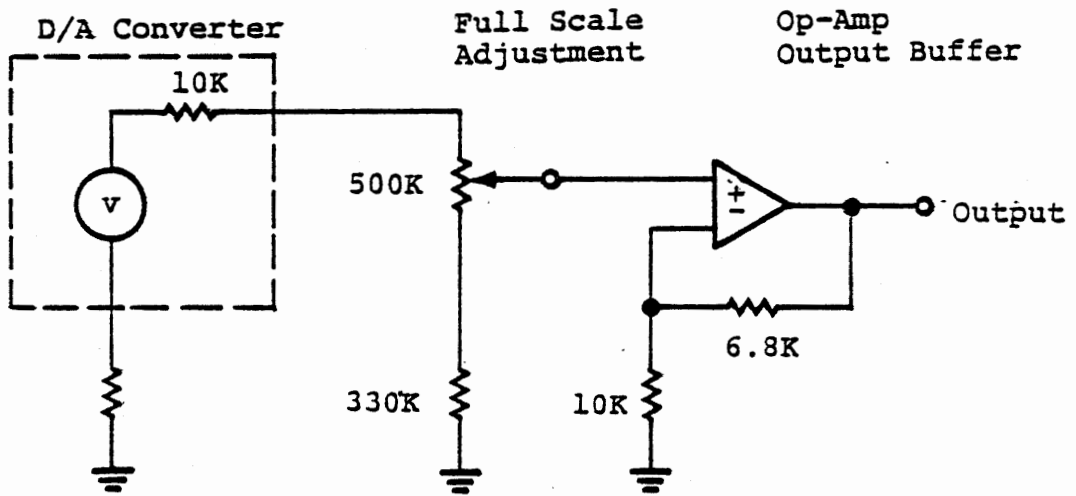 D/A Converter
Full Scale
Adjustment
Op-Amp
Output Buffer
10K
V
500K
+
-
Output
6.8K
330K
10K